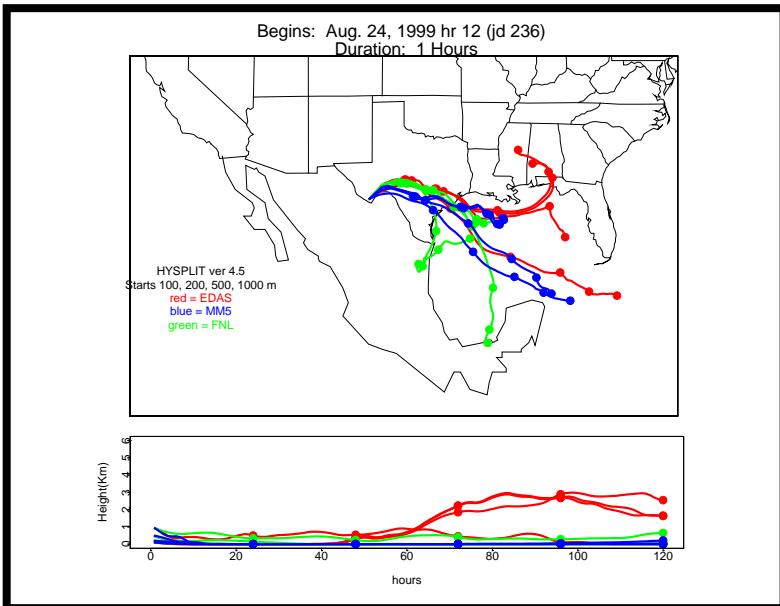 Begins: Aug. 24, 1999 hr 12 (jd 236)
Duration: 1 Hours
HYSPLIT ver 4.5
Starts 100, 200, 500, 1000 m
red = EDAS
blue = MM5
green = FNL
Height(Km)
6
5
4
3
2
1
0
0 20 40 60 80 100 120
hours